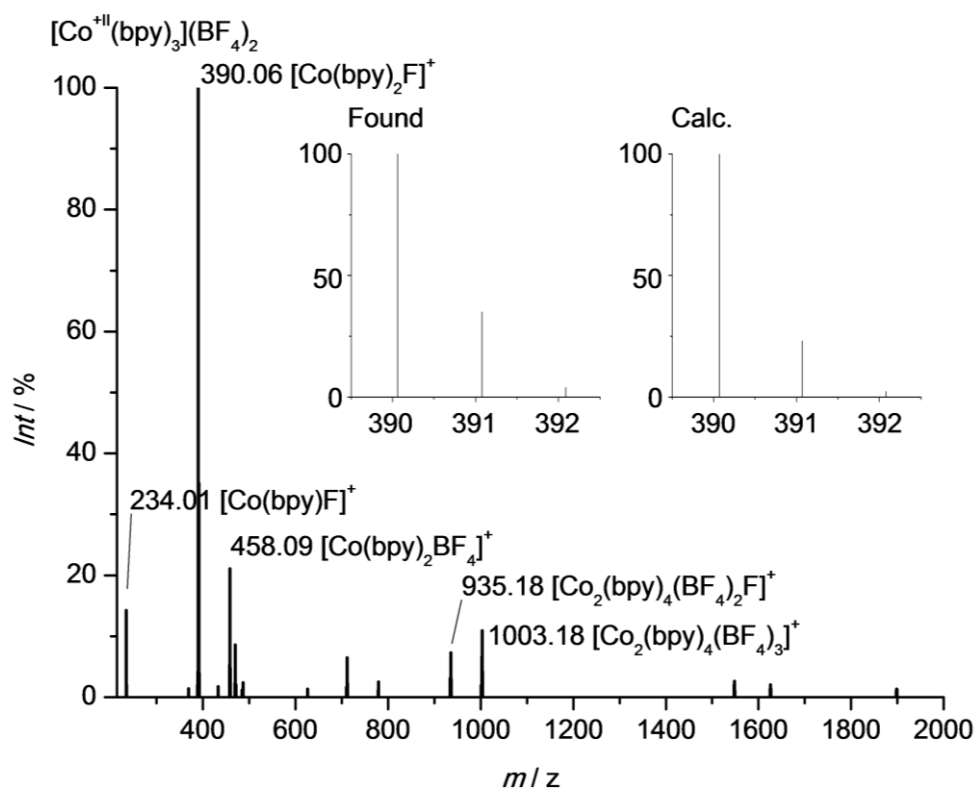 [Co⁺ᴵᴵ(bpy)₃](BF₄)₂
390.06 [Co(bpy)₂F]⁺
Found
Calc.
100
80
60
40
20
0
Int / %
100
50
0
390 391 392
100
50
0
390 391 392
234.01 [Co(bpy)F]⁺
458.09 [Co(bpy)₂BF₄]⁺
935.18 [Co₂(bpy)₄(BF₄)₂F]⁺
1003.18 [Co₂(bpy)₄(BF₄)₃]⁺
400 600 800 1000 1200 1400 1600 1800 2000
m / z